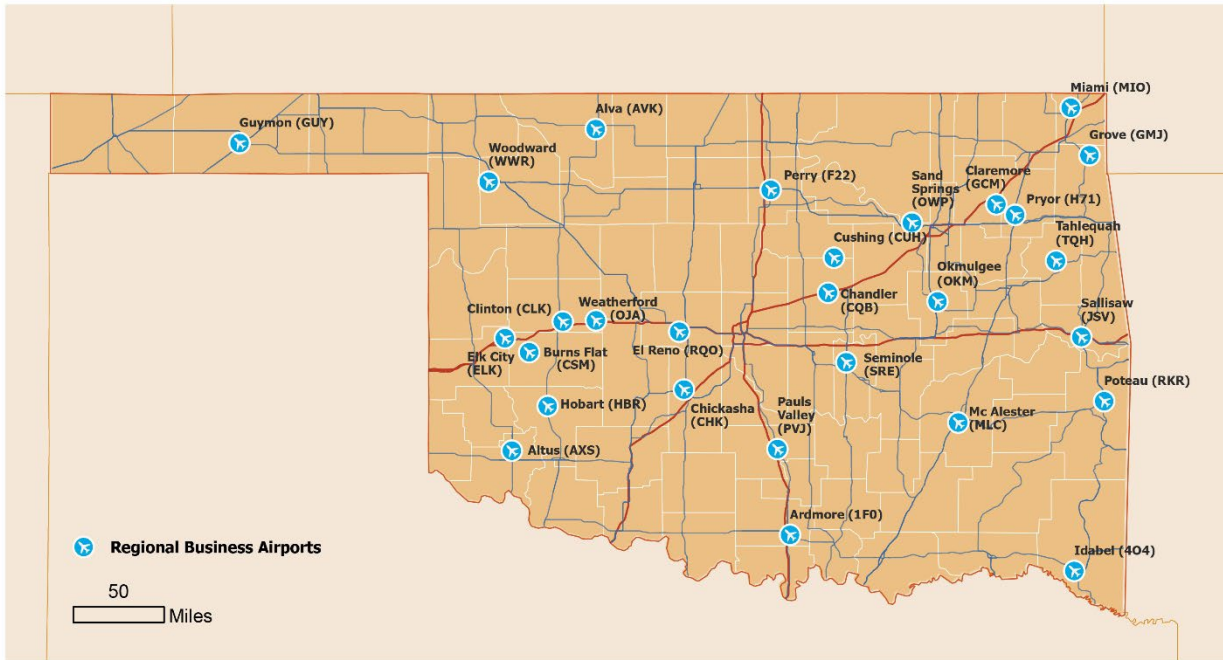 Miami (MIO)
Alva (AVK)
Guymon (GUY)
Grove (GMJ)
Woodward
(WWR)
Claremore
(GCM)
Sand
Springs
(OWP)
Perry (F22)
Pryor (H71)
Tahlequah
(TQH)
Cushing (CUH)
Okmulgee
(OKM)
Chandler
(CQB)
Sallisaw
(JSV)
Weatherford
(OJA)
Clinton (CLK)
El Reno (RQO)
Elk City
(ELK)
Burns Flat
(CSM)
Seminole
(SRE)
Poteau (RKR)
Hobart (HBR)
Chickasha
(CHK)
Pauls
Valley
(PVJ)
Mc Alester
(MLC)
Altus (AXS)
Ardmore (1F0)
Idabel (4O4)
Regional Business Airports
50
Miles